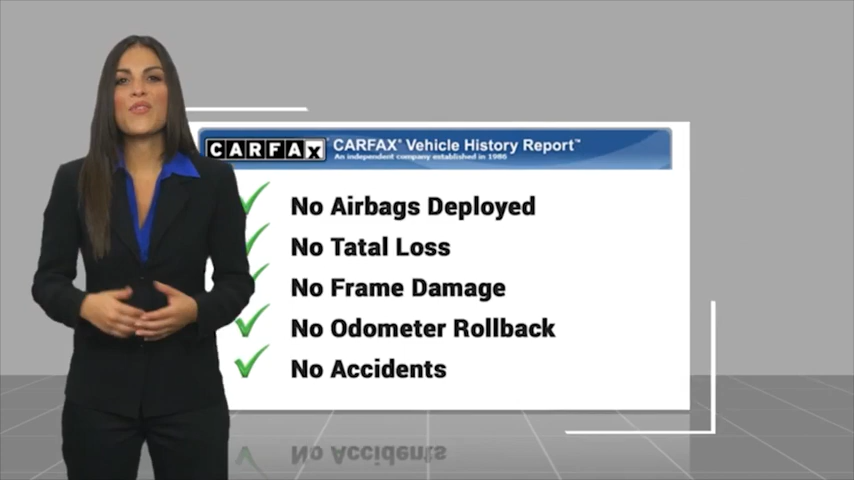 CARFAX CARFAX® Vehicle History Report™
An independent company established in 1986
No Airbags Deployed
No Tatal Loss
No Frame Damage
No Odometer Rollback
No Accidents
No Accidents